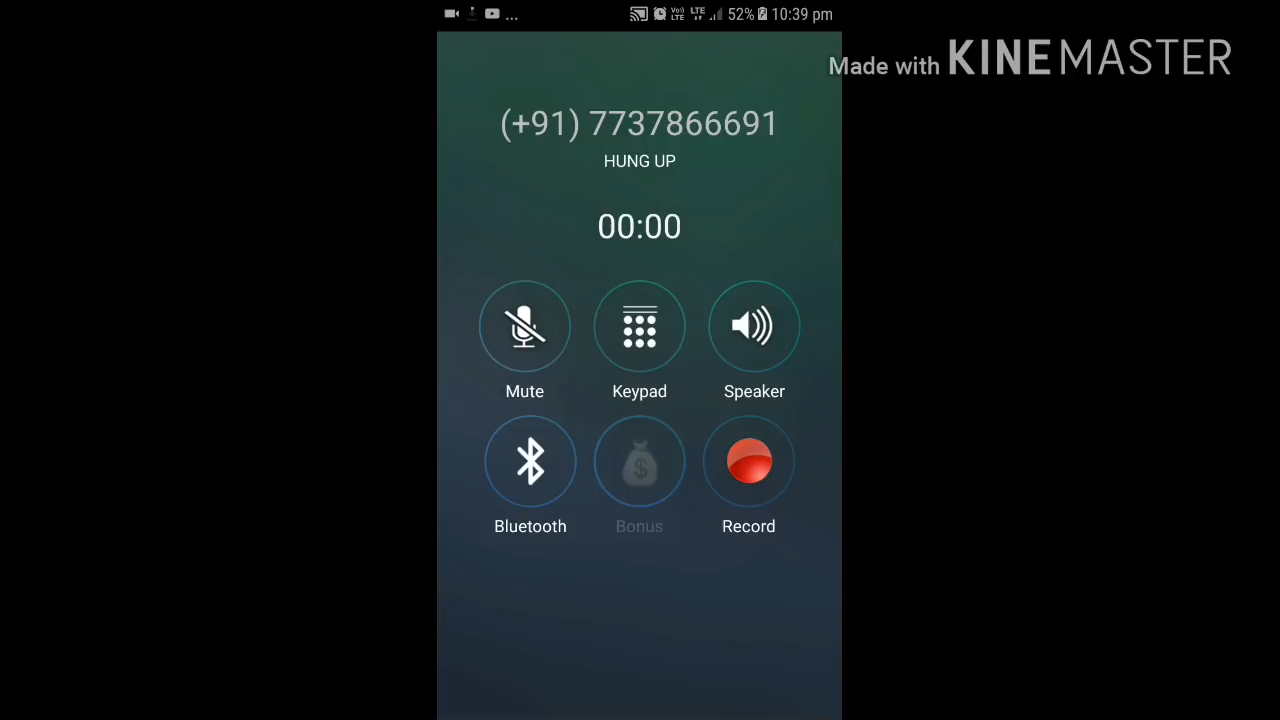 ... LTE 52% 10:39 pm
Made with KINEMASTER
(+91) 7737866691
HUNG UP
00:00
Mute Keypad Speaker
Bluetooth Bonus Record